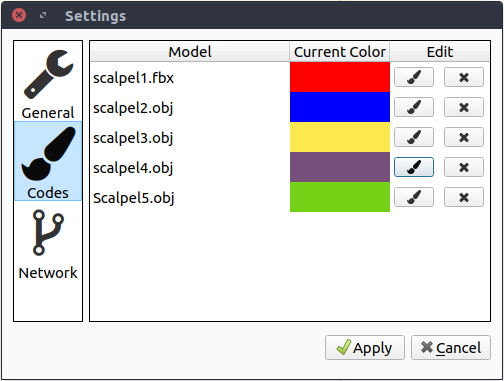 Settings
General
Codes
Network
Model Current Color Edit
scalpel1.fbx
scalpel2.obj
scalpel3.obj
scalpel4.obj
Scalpel5.obj
Apply Cancel